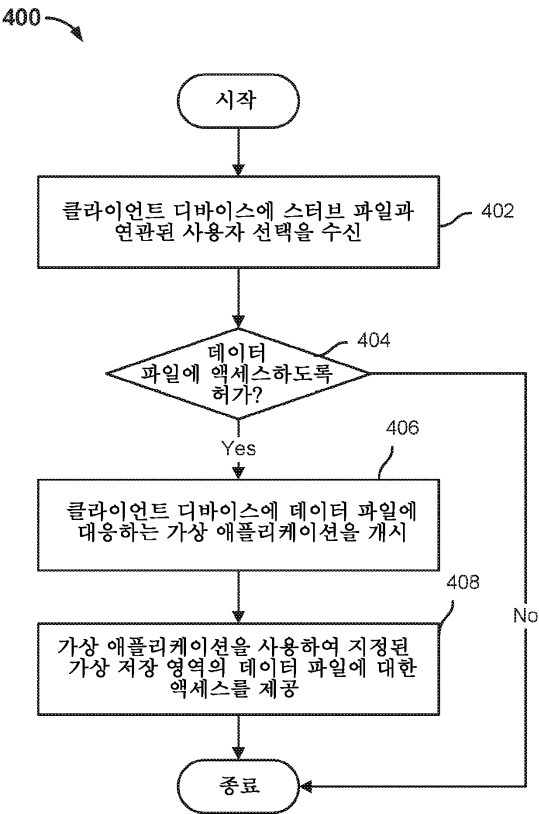 400
시작
클라이언트 디바이스에 스터브 파일과
연관된 사용자 선택을 수신
402
404
데이터
파일에 액세스하도록
허가?
Yes
406
클라이언트 디바이스에 데이터 파일에
대응하는 가상 애플리케이션을 개시
408
No
가상 애플리케이션을 사용하여 지정된
가상 저장 영역의 데이터 파일에 대한
액세스를 제공
종료